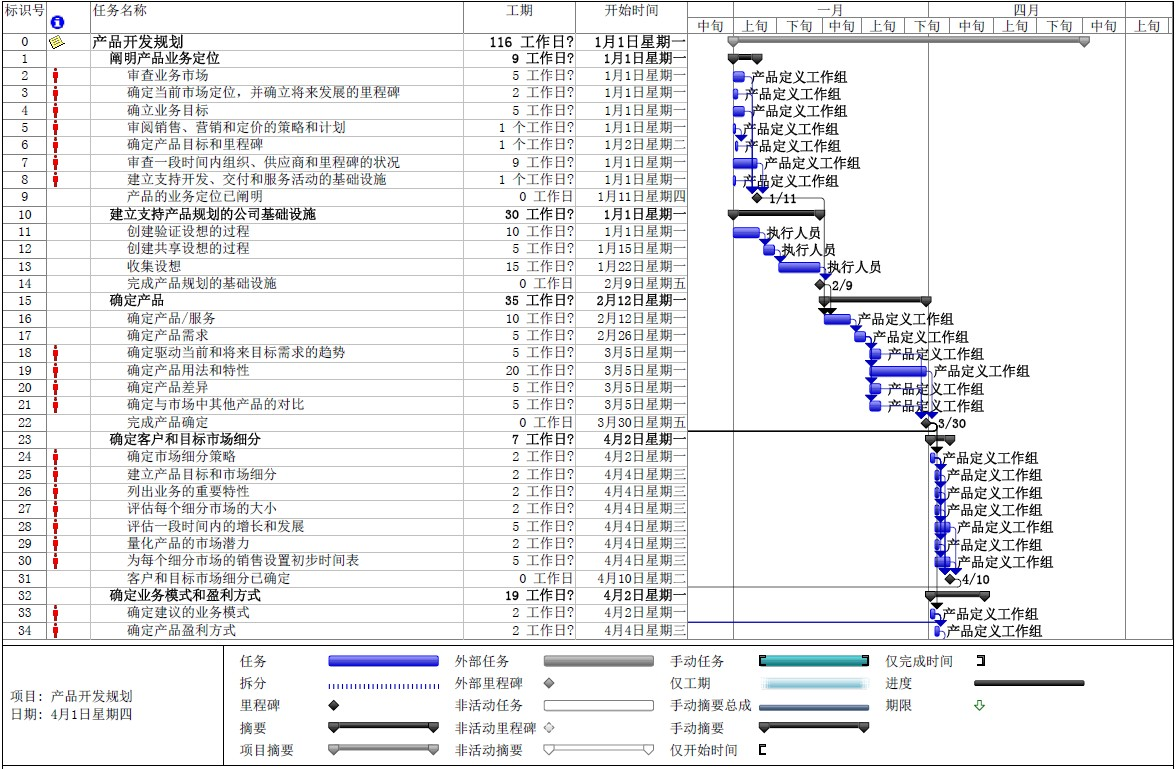 标识号 任务名称 工期 开始时间 一月 四月
中旬 上旬 下旬 中旬 上旬 下旬 中旬 上旬 下旬 中旬 上旬
0 产品开发规划 116 工作日? 1月1日星期一
1 阐明产品业务定位 9 工作日? 1月1日星期一
2 审查业务市场 5 工作日? 1月1日星期一 产品定义工作组
3 确定当前市场定位，并确立将来发展的里程碑 2 工作日? 1月1日星期一 产品定义工作组
4 确立业务目标 5 工作日? 1月1日星期一 产品定义工作组
5 审阅销售、营销和定价的策略和计划 1 个工作日? 1月1日星期一 产品定义工作组
6 确定产品目标和里程碑 1 个工作日? 1月2日星期二 产品定义工作组
7 审查一段时间内组织、供应商和里程碑的状况 9 工作日? 1月1日星期一 产品定义工作组
8 建立支持开发、交付和服务活动的基础设施 1 个工作日? 1月1日星期一 产品定义工作组
9 产品的业务定位已阐明 0 工作日 1月11日星期四 1/11
10 建立支持产品规划的公司基础设施 30 工作日? 1月1日星期一
11 创建验证设想的过程 10 工作日? 1月1日星期一 执行人员
12 创建共享设想的过程 5 工作日? 1月15日星期一 执行人员
13 收集设想 15 工作日? 1月22日星期一 执行人员
14 完成产品规划的基础设施 0 工作日 2月9日星期五 2/9
15 确定产品 35 工作日? 2月12日星期一
16 确定产品/服务 10 工作日? 2月12日星期一 产品定义工作组
17 确定产品需求 5 工作日? 2月26日星期一 产品定义工作组
18 确定驱动当前和将来目标需求的趋势 5 工作日? 3月5日星期一 产品定义工作组
19 确定产品用法和特性 20 工作日? 3月5日星期一 产品定义工作组
20 确定产品差异 5 工作日? 3月5日星期一 产品定义工作组
21 确定与市场中其他产品的对比 5 工作日? 3月5日星期一 产品定义工作组
22 完成产品确定 0 工作日 3月30日星期五 3/30
23 确定客户和目标市场细分 7 工作日? 4月2日星期一
24 确定市场细分策略 2 工作日? 4月2日星期一 产品定义工作组
25 建立产品目标和市场细分 2 工作日? 4月4日星期三 产品定义工作组
26 列出业务的重要特性 2 工作日? 4月4日星期三 产品定义工作组
27 评估每个细分市场的大小 2 工作日? 4月4日星期三 产品定义工作组
28 评估一段时间内的增长和发展 5 工作日? 4月4日星期三 产品定义工作组
29 量化产品的市场潜力 2 工作日? 4月4日星期三 产品定义工作组
30 为每个细分市场的销售设置初步时间表 5 工作日? 4月4日星期三 产品定义工作组
31 客户和目标市场细分已确定 0 工作日 4月10日星期二 4/10
32 确定业务模式和盈利方式 19 工作日? 4月2日星期一
33 确定建议的业务模式 2 工作日? 4月2日星期一 产品定义工作组
34 确定产品盈利方式 2 工作日? 4月4日星期三 产品定义工作组
项目: 产品开发规划
日期: 4月1日星期四
任务 外部任务 手动任务 仅完成时间
拆分 外部里程碑 仅工期 进度
里程碑 非活动任务 手动摘要总成 期限
摘要 非活动里程碑 手动摘要
项目摘要 非活动摘要 仅开始时间